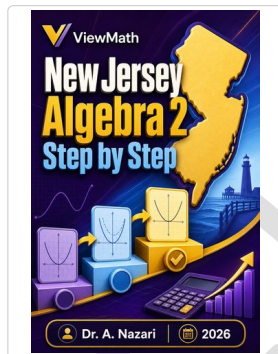 ViewMath
New Jersey
Algebra 2
Step by Step
Dr. A. Nazari
2026